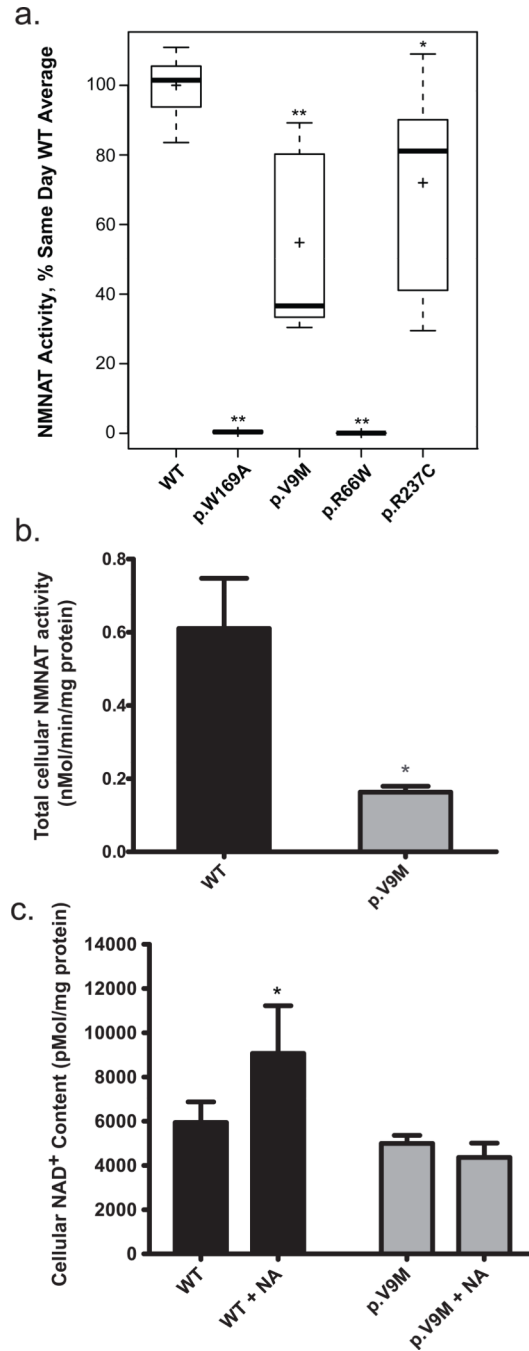 a.
NMNAT Activity, % Same Day WT Average
100
80
60
40
20
0
**
**
**
*
WT
p.W169A
p.V9M
p.R66W
p.R237C
b.
Total cellular NMNAT activity
(nMol/min/mg protein)
0.8
0.6
0.4
0.2
0.0
*
WT
p.V9M
c.
Cellular NAD⁺ Content (pMol/mg protein)
14000
12000
10000
8000
6000
4000
2000
0
*
WT
WT + NA
p.V9M
p.V9M + NA